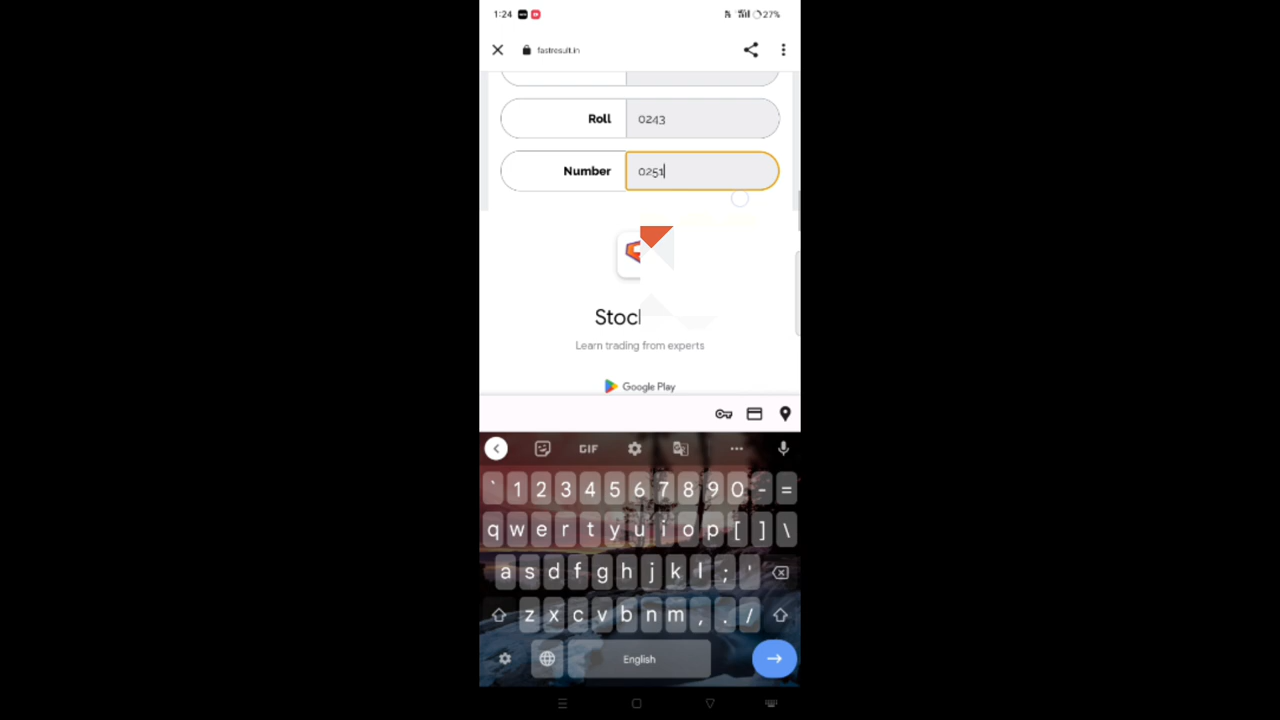 1:24 27%
fastresult.in
Roll 0243
Number 0251
Learn trading from experts
Google Play
GIF
` 1 2 3 4 5 6 7 8 9 0 - =
q w e r t y u i o p [ ] \
a s d f g h j k l ; '
z x c v b n m , . /
English